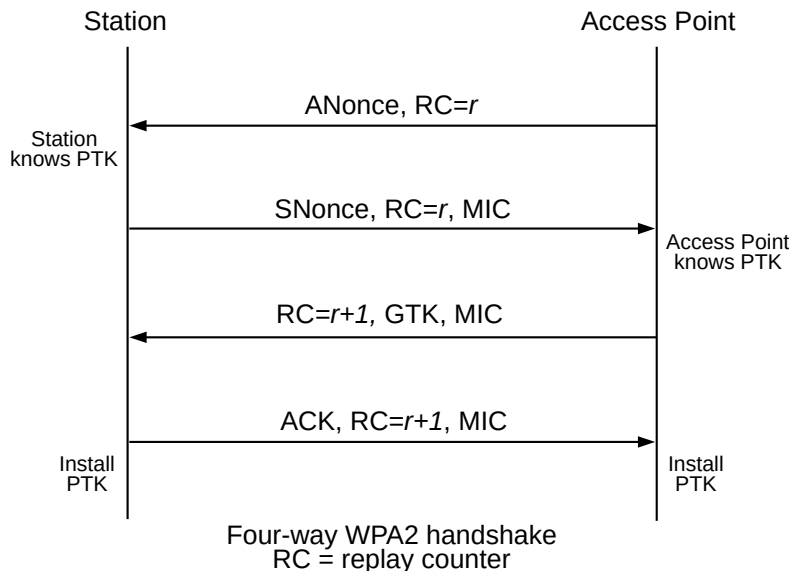 Station
Access Point
ANonce, RC=r
Station
knows PTK
SNonce, RC=r, MIC
Access Point
knows PTK
RC=r+1, GTK, MIC
ACK, RC=r+1, MIC
Install
PTK
Install
PTK
Four-way WPA2 handshake
RC = replay counter